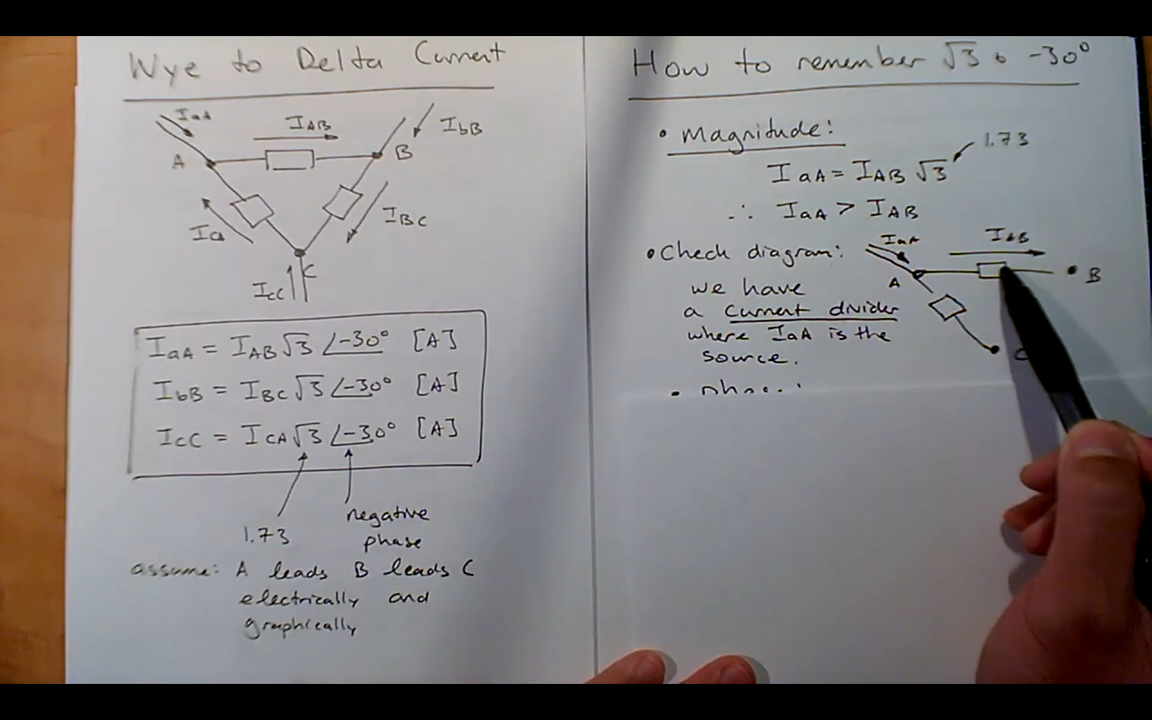 Wye to Delta Current
IaA
IAB
IbB
A
B
Ica
IBC
IcC
C
IaA = IAB √3 ∠-30° [A]
IbB = IBC √3 ∠-30° [A]
IcC = ICA √3 ∠-30° [A]
1.73
negative
phase
assume: A leads B leads C
electrically and
graphically
How to remember √3 & -30°
• Magnitude:
1.73
IaA = IAB √3
∴ IaA > IAB
• Check diagram:
IaA
IAB
A
B
C
we have
a current divider
where IaA is the
source.